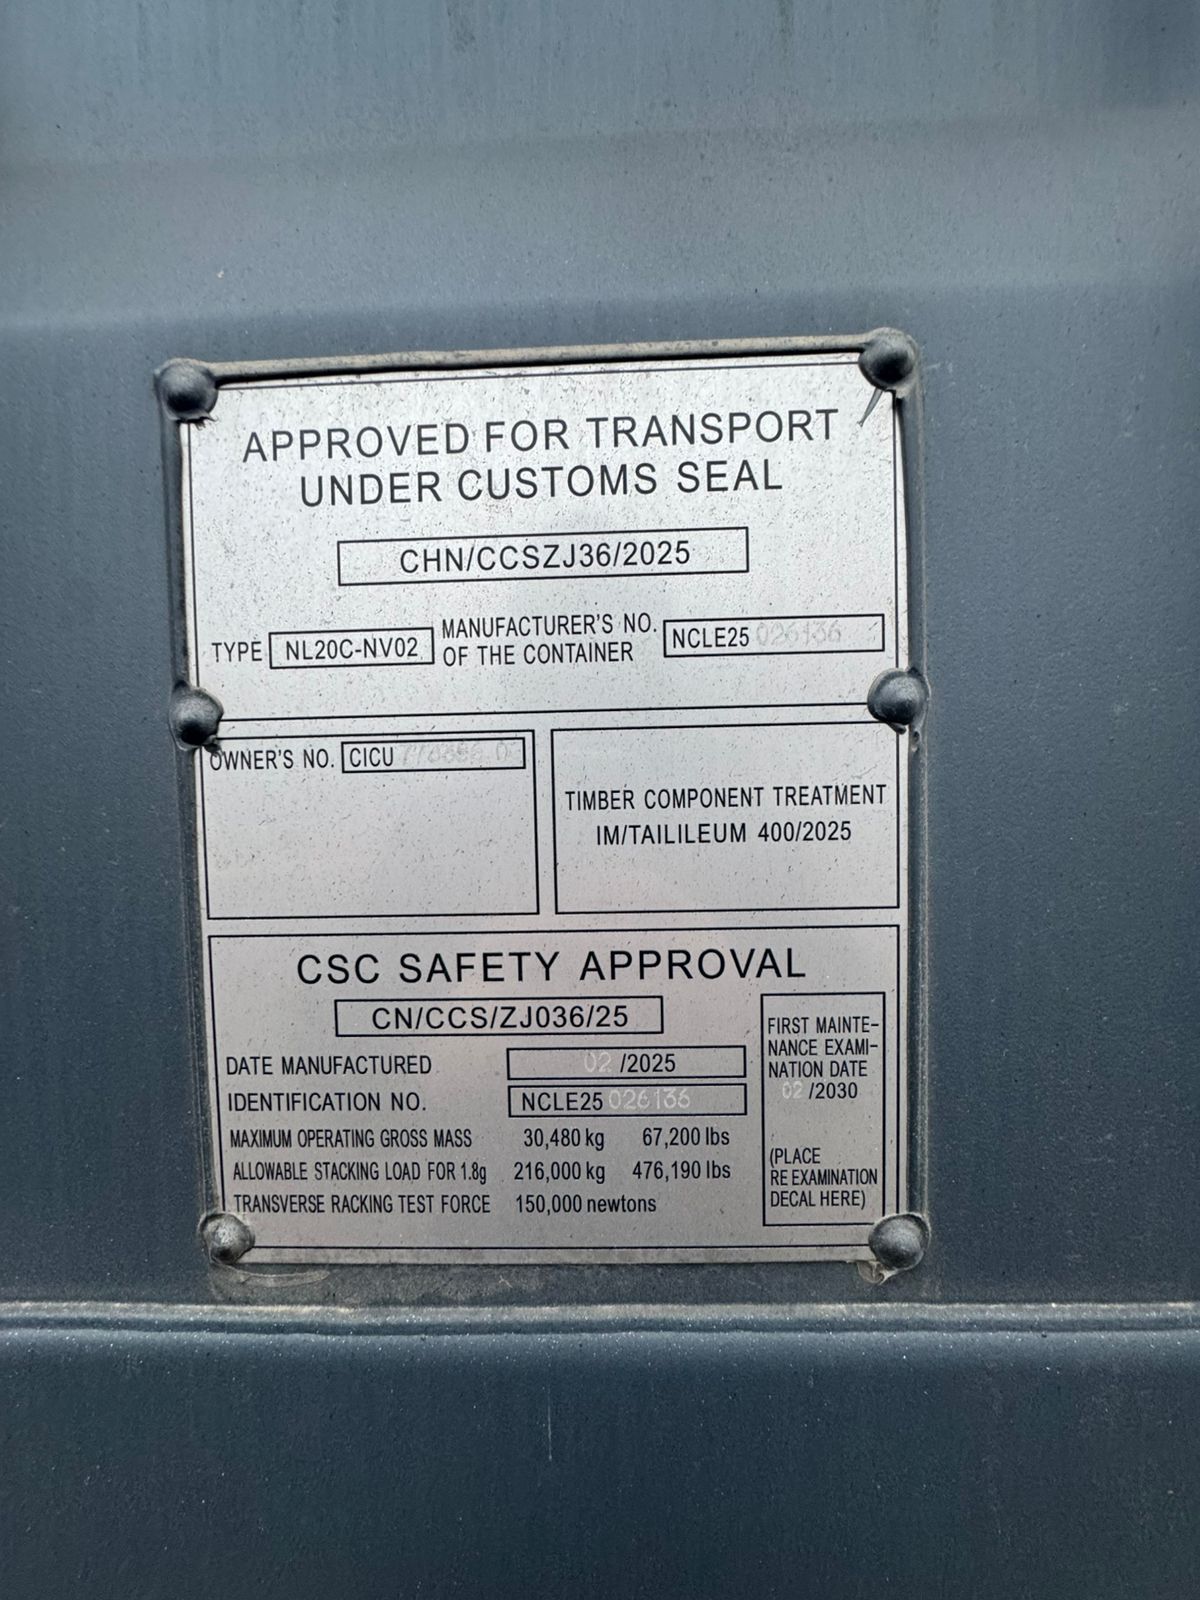 APPROVED FOR TRANSPORT
UNDER CUSTOMS SEAL
CHN/CCSZJ36/2025
TYPE NL20C-NV02 MANUFACTURER'S NO. OF THE CONTAINER NCLE25 026136
OWNER'S NO. CICU
TIMBER COMPONENT TREATMENT
IM/TAILILEUM 400/2025
CSC SAFETY APPROVAL
CN/CCS/ZJ036/25
DATE MANUFACTURED 02 /2025
IDENTIFICATION NO. NCLE25 026136
MAXIMUM OPERATING GROSS MASS 30,480 kg 67,200 lbs
ALLOWABLE STACKING LOAD FOR 1.8g 216,000 kg 476,190 lbs
TRANSVERSE RACKING TEST FORCE 150,000 newtons
FIRST MAINTE-
NANCE EXAMI-
NATION DATE
02 /2030
(PLACE
RE EXAMINATION
DECAL HERE)